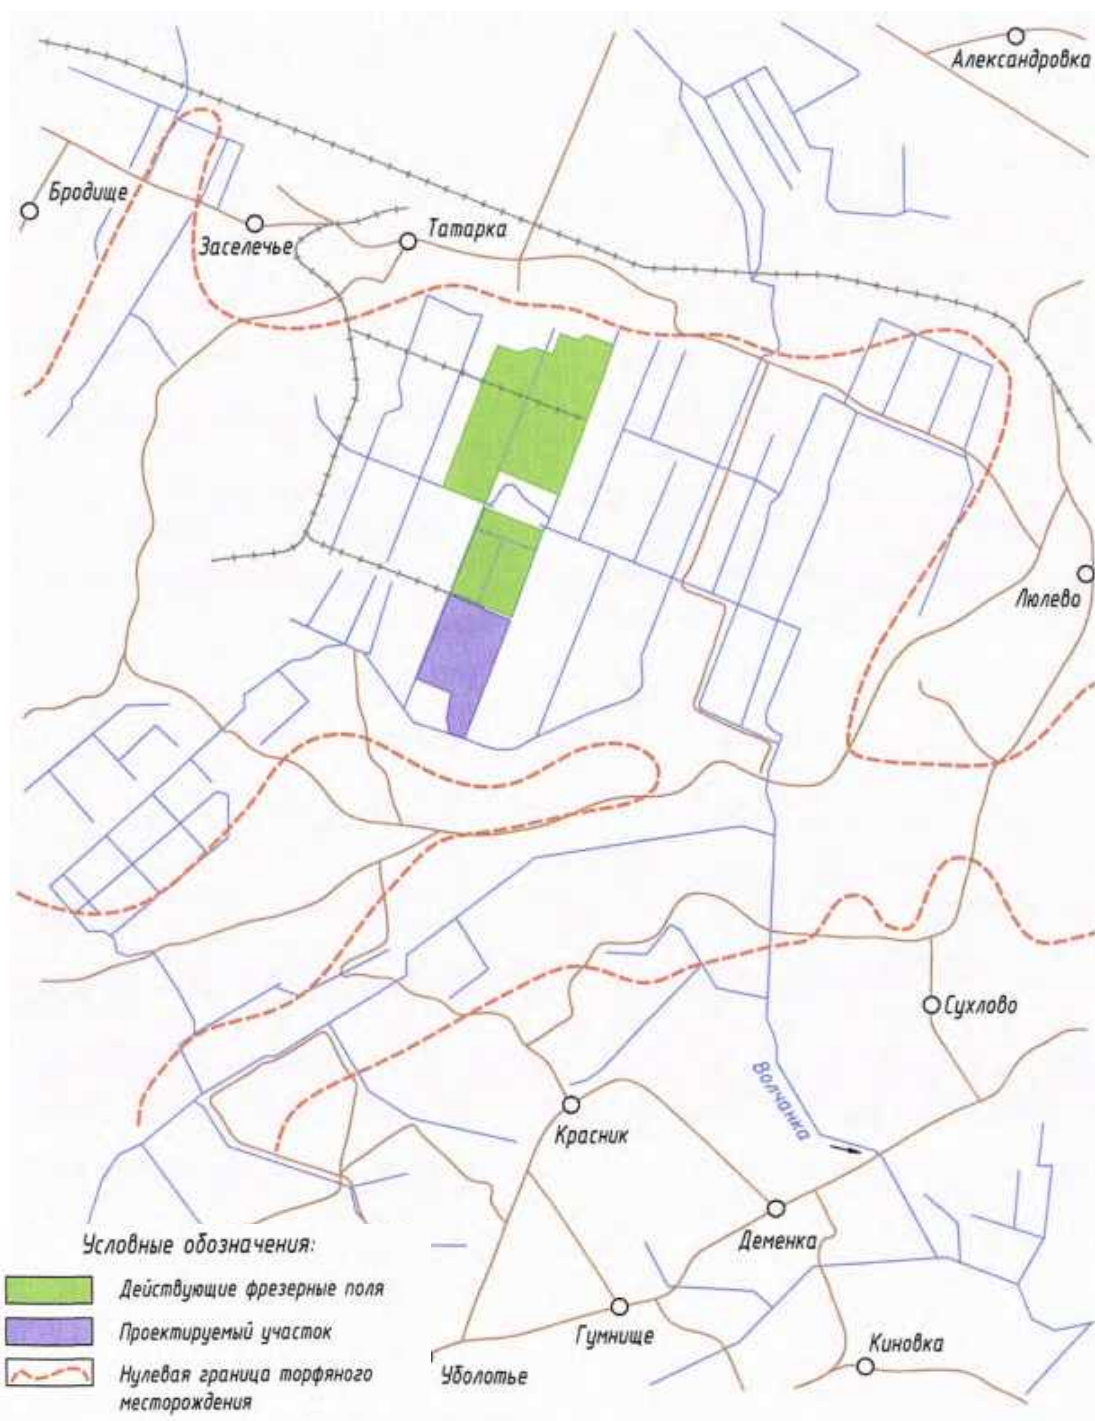 Александровка
Бродище
Заселечье
Татарка
Люлево
Сухлово
Волчанка
Красник
Деменка
Гумнище
Киновка
Уболотье
Условные обозначения:
Действующие фрезерные поля
Проектируемый участок
Нулевая граница торфяного
месторождения